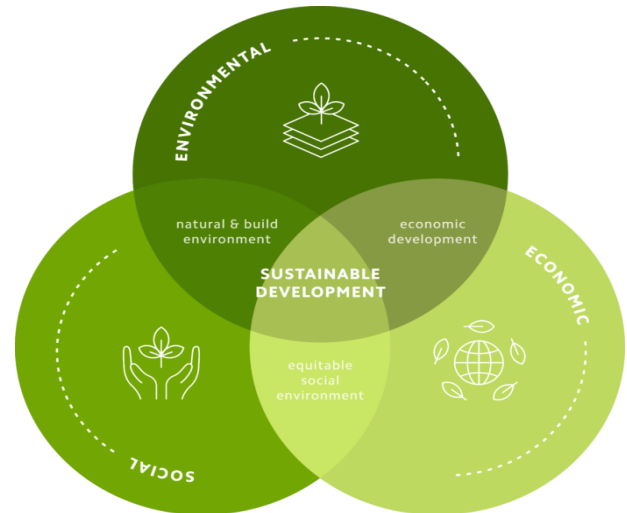 ENVIRONMENTAL
natural & build
environment
economic
development
SUSTAINABLE
DEVELOPMENT
ECONOMIC
equitable
social
environment
SOCIAL